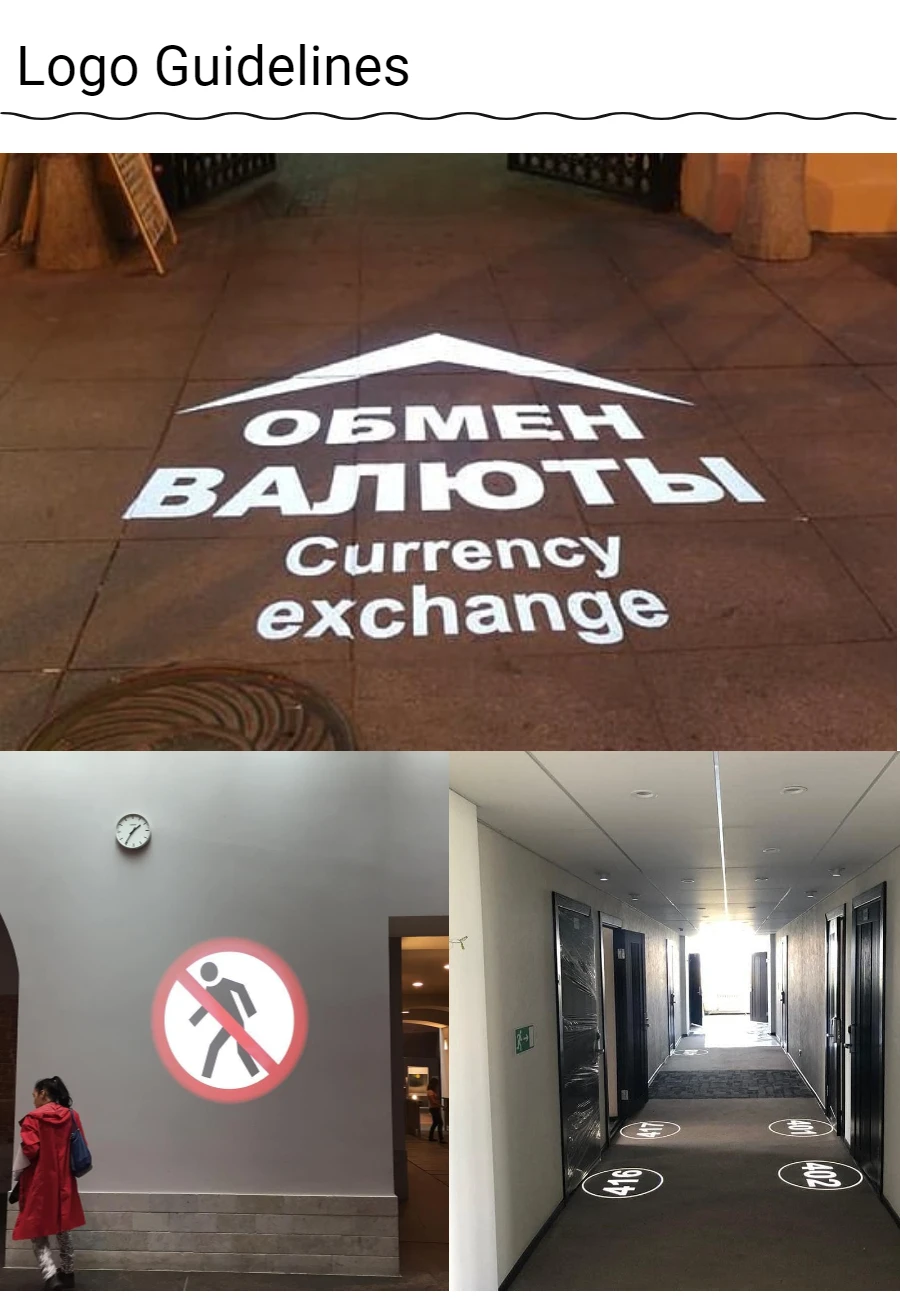 Logo Guidelines
ОБМЕН
ВАЛЮТЫ
Currency
exchange
417
401
416
402